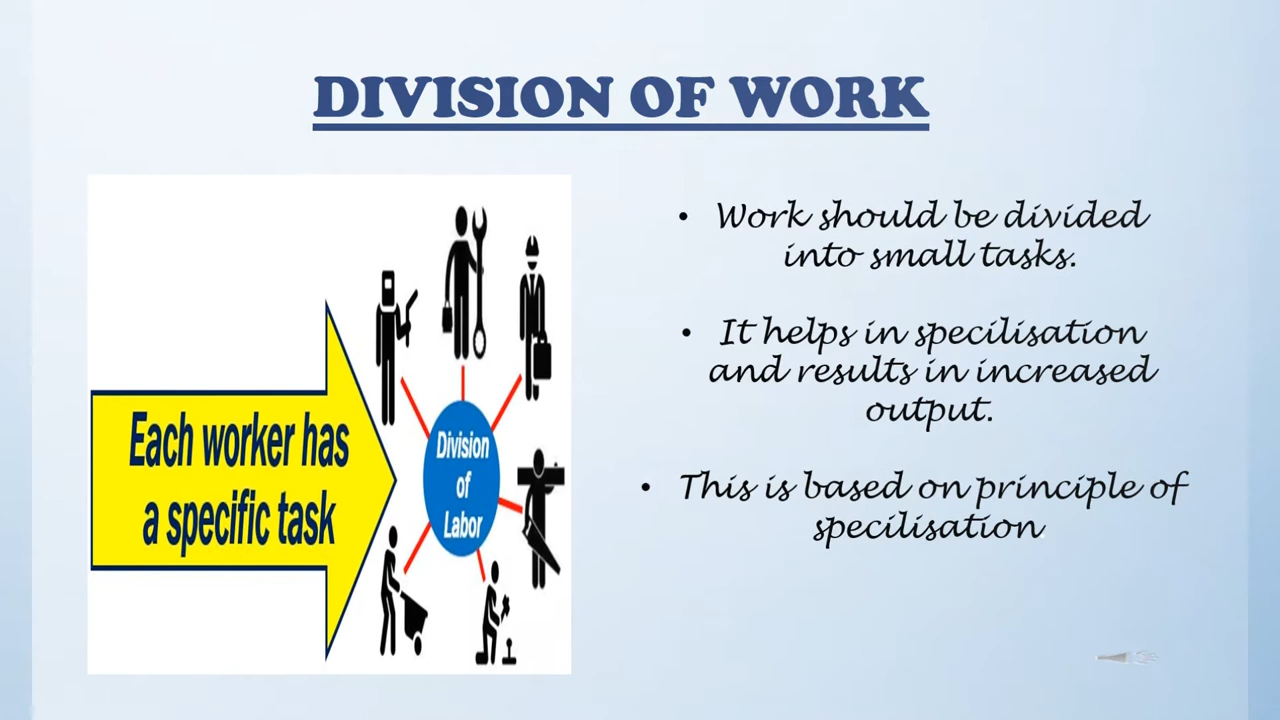 DIVISION OF WORK
Each worker has
a specific task
Division
of
Labor
• Work should be divided
into small tasks.
• It helps in specilisation
and results in increased
output.
• This is based on principle of
specilisation